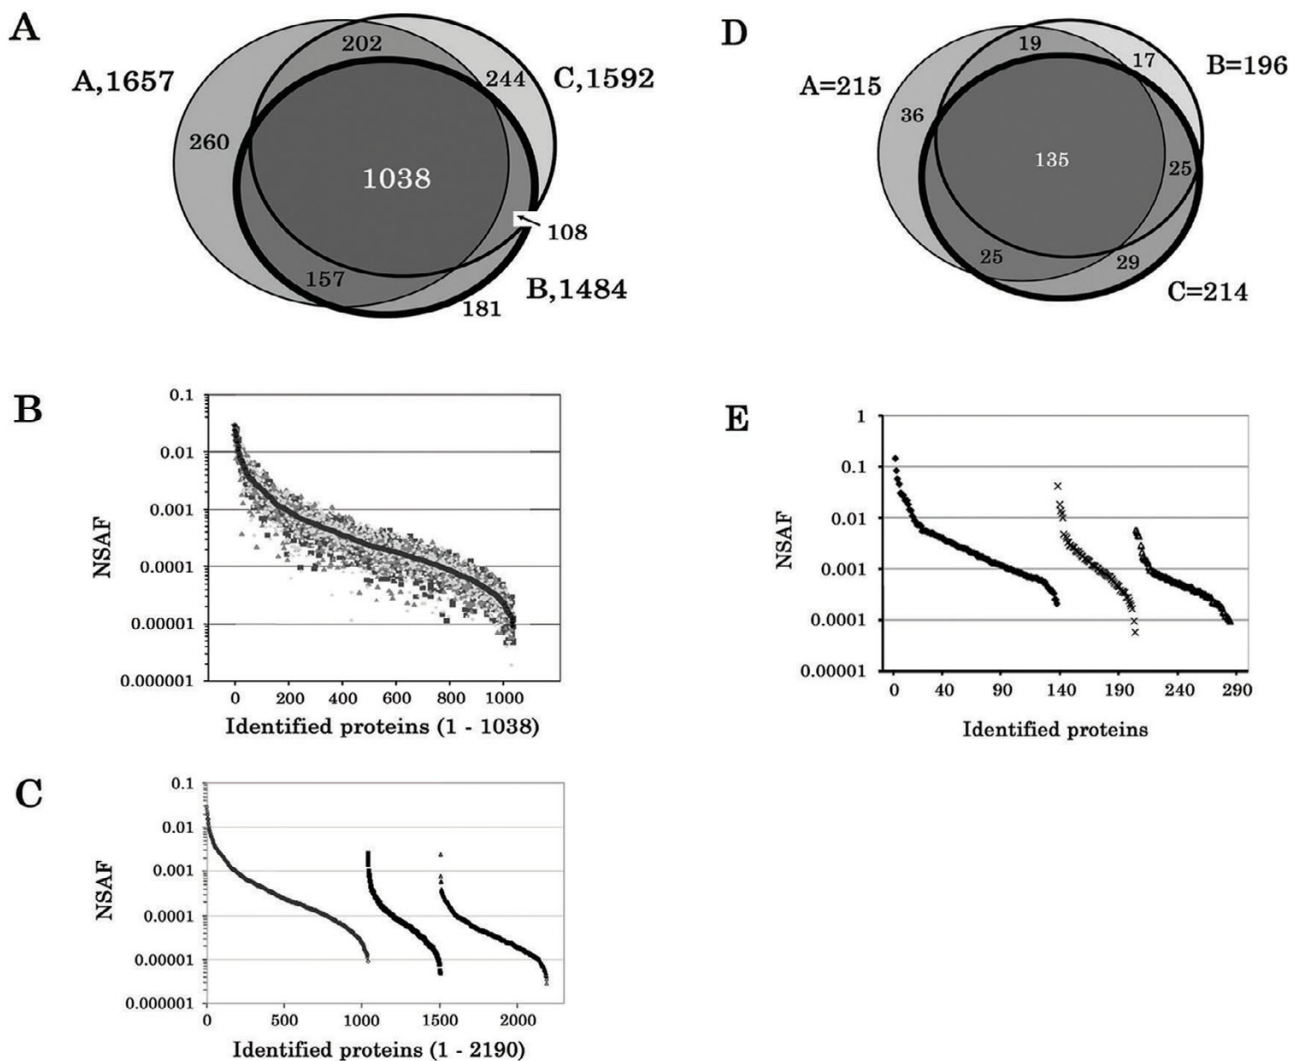 A
A,1657
202
244
C,1592
260
1038
108
157
B,1484
181
D
A=215
19
17
B=196
36
135
25
25
29
C=214
B
NSAF
0.1
0.01
0.001
0.0001
0.00001
0.000001
0 200 400 600 800 1000
Identified proteins (1 - 1038)
E
NSAF
1
0.1
0.01
0.001
0.0001
0.00001
0 40 90 140 190 240 290
Identified proteins
C
NSAF
0.1
0.01
0.001
0.0001
0.00001
0.000001
0 500 1000 1500 2000
Identified proteins (1 - 2190)